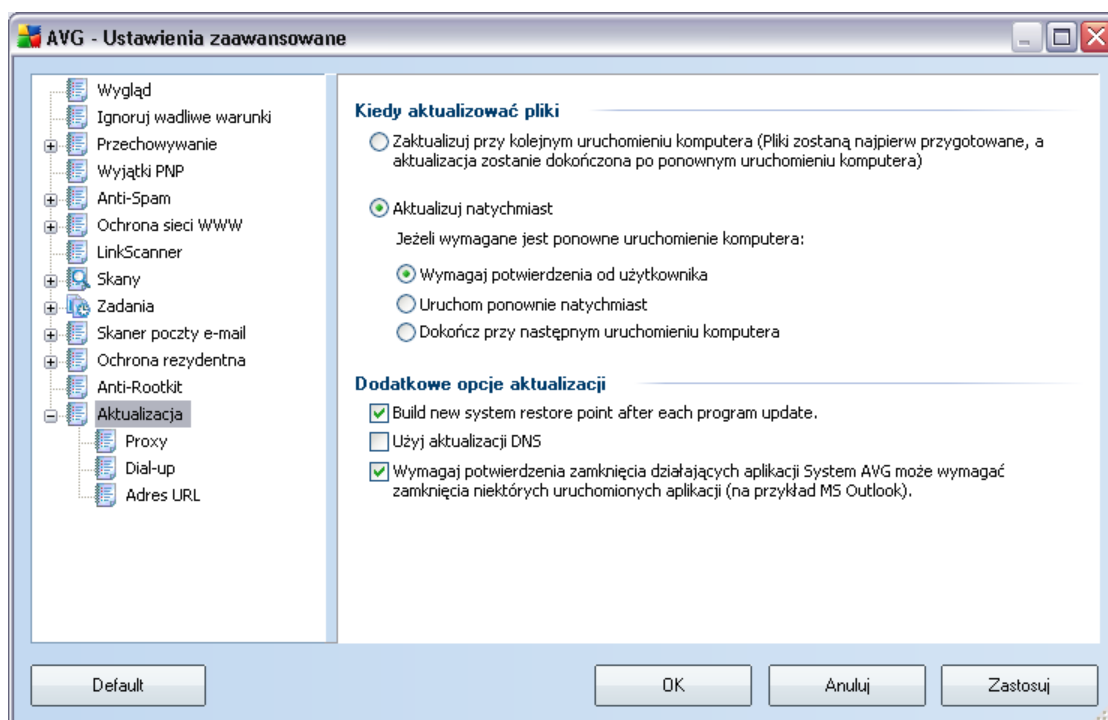 AVG - Ustawienia zaawansowane
Wygląd
Ignoruj wadliwe warunki
Przechowywanie
Wyjątki PNP
Anti-Spam
Ochrona sieci WWW
LinkScanner
Skany
Zadania
Skaner poczty e-mail
Ochrona rezydentna
Anti-Rootkit
Aktualizacja
Proxy
Dial-up
Adres URL
Kiedy aktualizować pliki
Zaktualizuj przy kolejnym uruchomieniu komputera (Pliki zostaną najpierw przygotowane, a
aktualizacja zostanie dokończona po ponownym uruchomieniu komputera)
Aktualizuj natychmiast
Jeżeli wymagane jest ponowne uruchomienie komputera:
Wymagaj potwierdzenia od użytkownika
Uruchom ponownie natychmiast
Dokończ przy następnym uruchomieniu komputera
Dodatkowe opcje aktualizacji
Build new system restore point after each program update.
Użyj aktualizacji DNS
Wymagaj potwierdzenia zamknięcia działających aplikacji System AVG może wymagać
zamknięcia niektórych uruchomionych aplikacji (na przykład MS Outlook).
Default
OK
Anuluj
Zastosuj